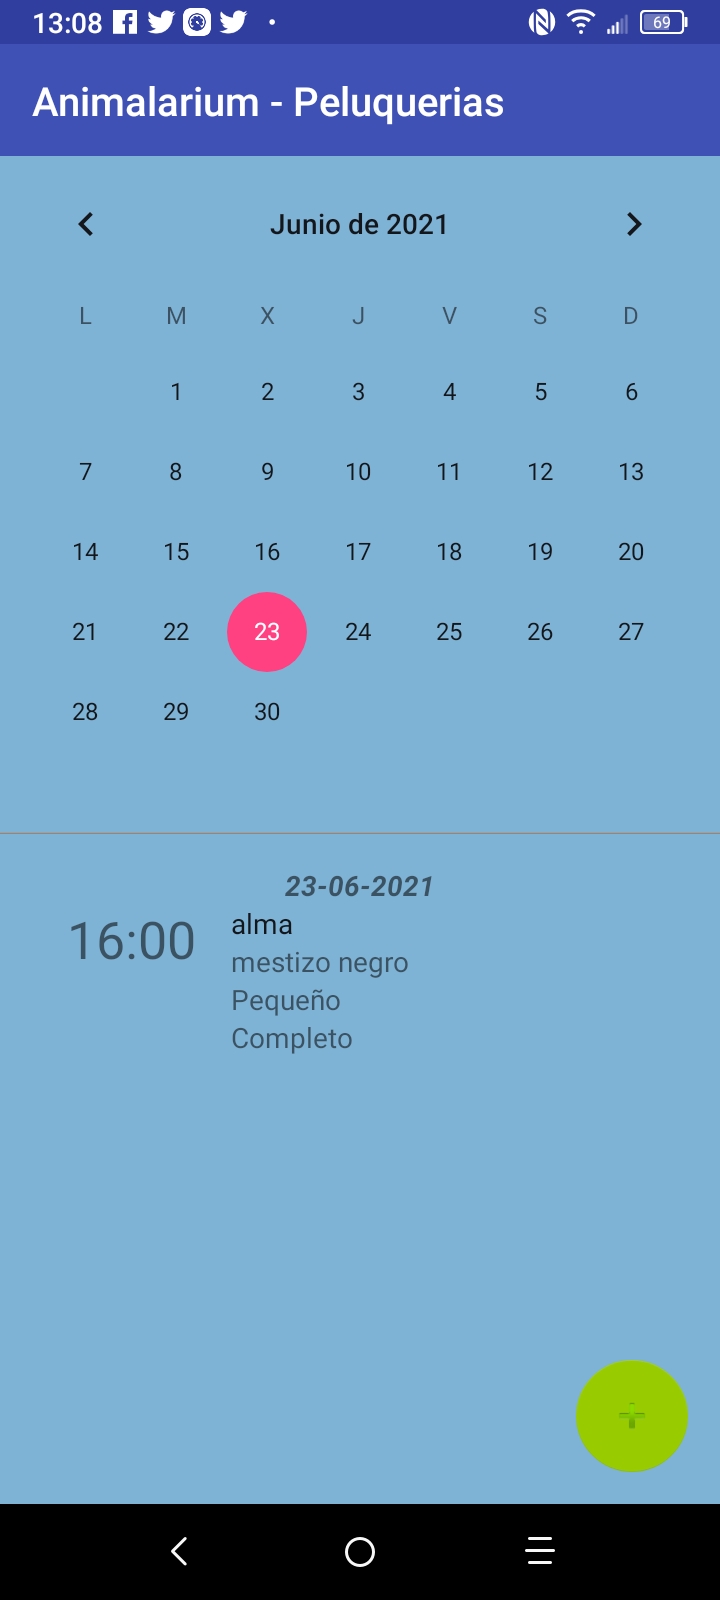 13:08
69
Animalarium - Peluquerias
Junio de 2021
L M X J V S D
1 2 3 4 5 6
7 8 9 10 11 12 13
14 15 16 17 18 19 20
21 22 23 24 25 26 27
28 29 30
23-06-2021
16:00
alma
mestizo negro
Pequeño
Completo